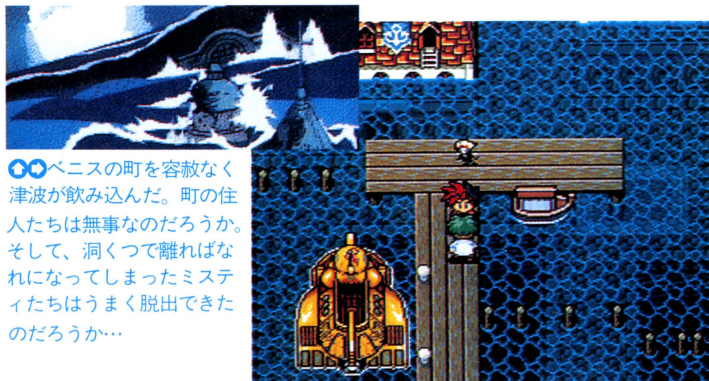 ⬆➡ベニスの町を容赦なく
津波が飲み込んだ。町の住
人たちは無事なのだろうか。
そして、洞くつで離ればな
れになってしまったミステ
ィたちはうまく脱出できた
のだろうか…